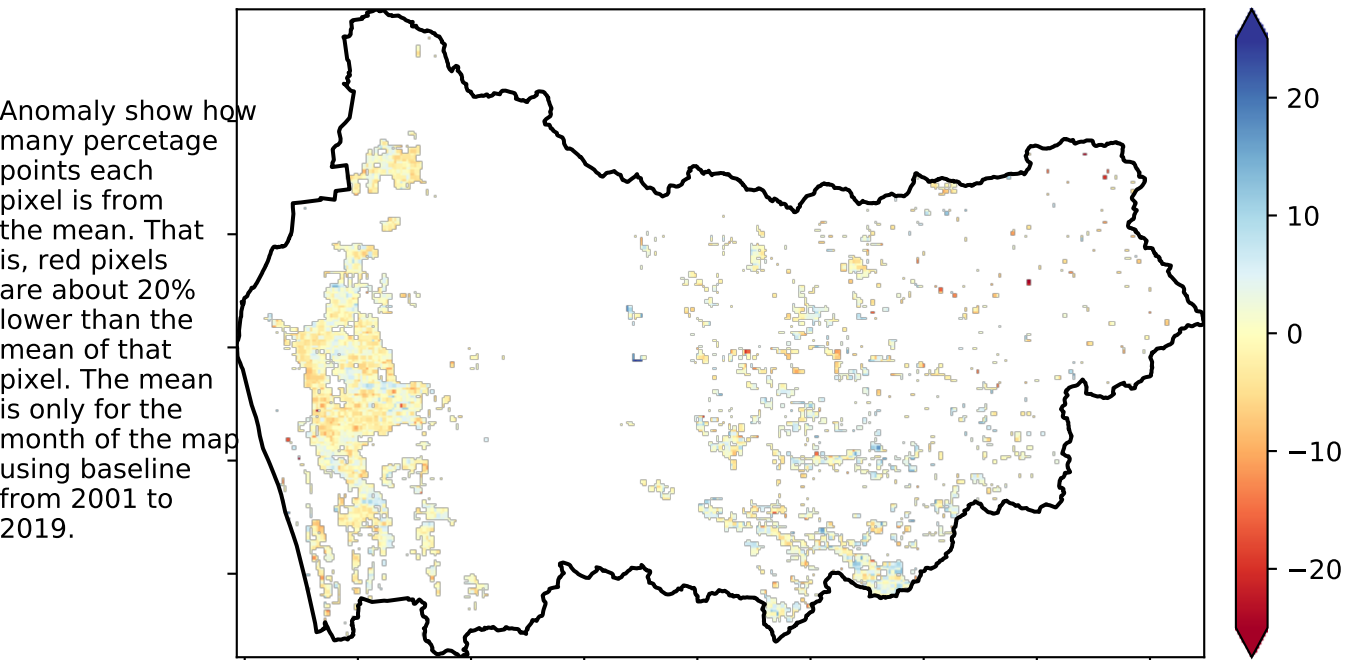 Anomaly show how
many percetage
points each
pixel is from
the mean. That
is, red pixels
are about 20%
lower than the
mean of that
pixel. The mean
is only for the
month of the map
using baseline
from 2001 to
2019.
20
10
0
−10
−20